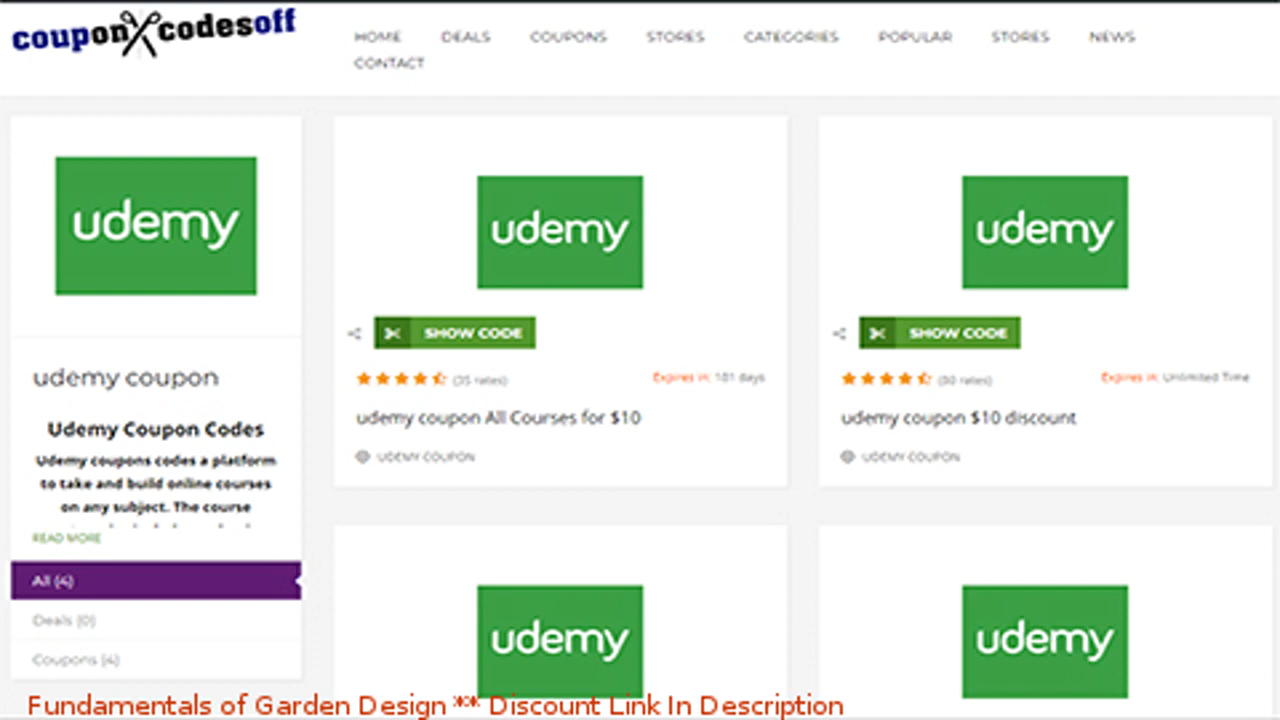 couponXcodesoff
HOME DEALS COUPONS STORES CATEGORIES POPULAR STORES NEWS
CONTACT
udemy
udemy coupon
Udemy Coupon Codes
Udemy coupons codes a platform
to take and build online courses
on any subject. The course
READ MORE
All (4)
Deals (0)
Coupons (4)
udemy
SHOW CODE
(35 rates) Expires in: 181 days
udemy coupon All Courses for $10
UDEMY COUPON
udemy
SHOW CODE
(80 rates) Expires in: Unlimited Time
udemy coupon $10 discount
UDEMY COUPON
udemy
udemy
Fundamentals of Garden Design ** Discount Link In Description